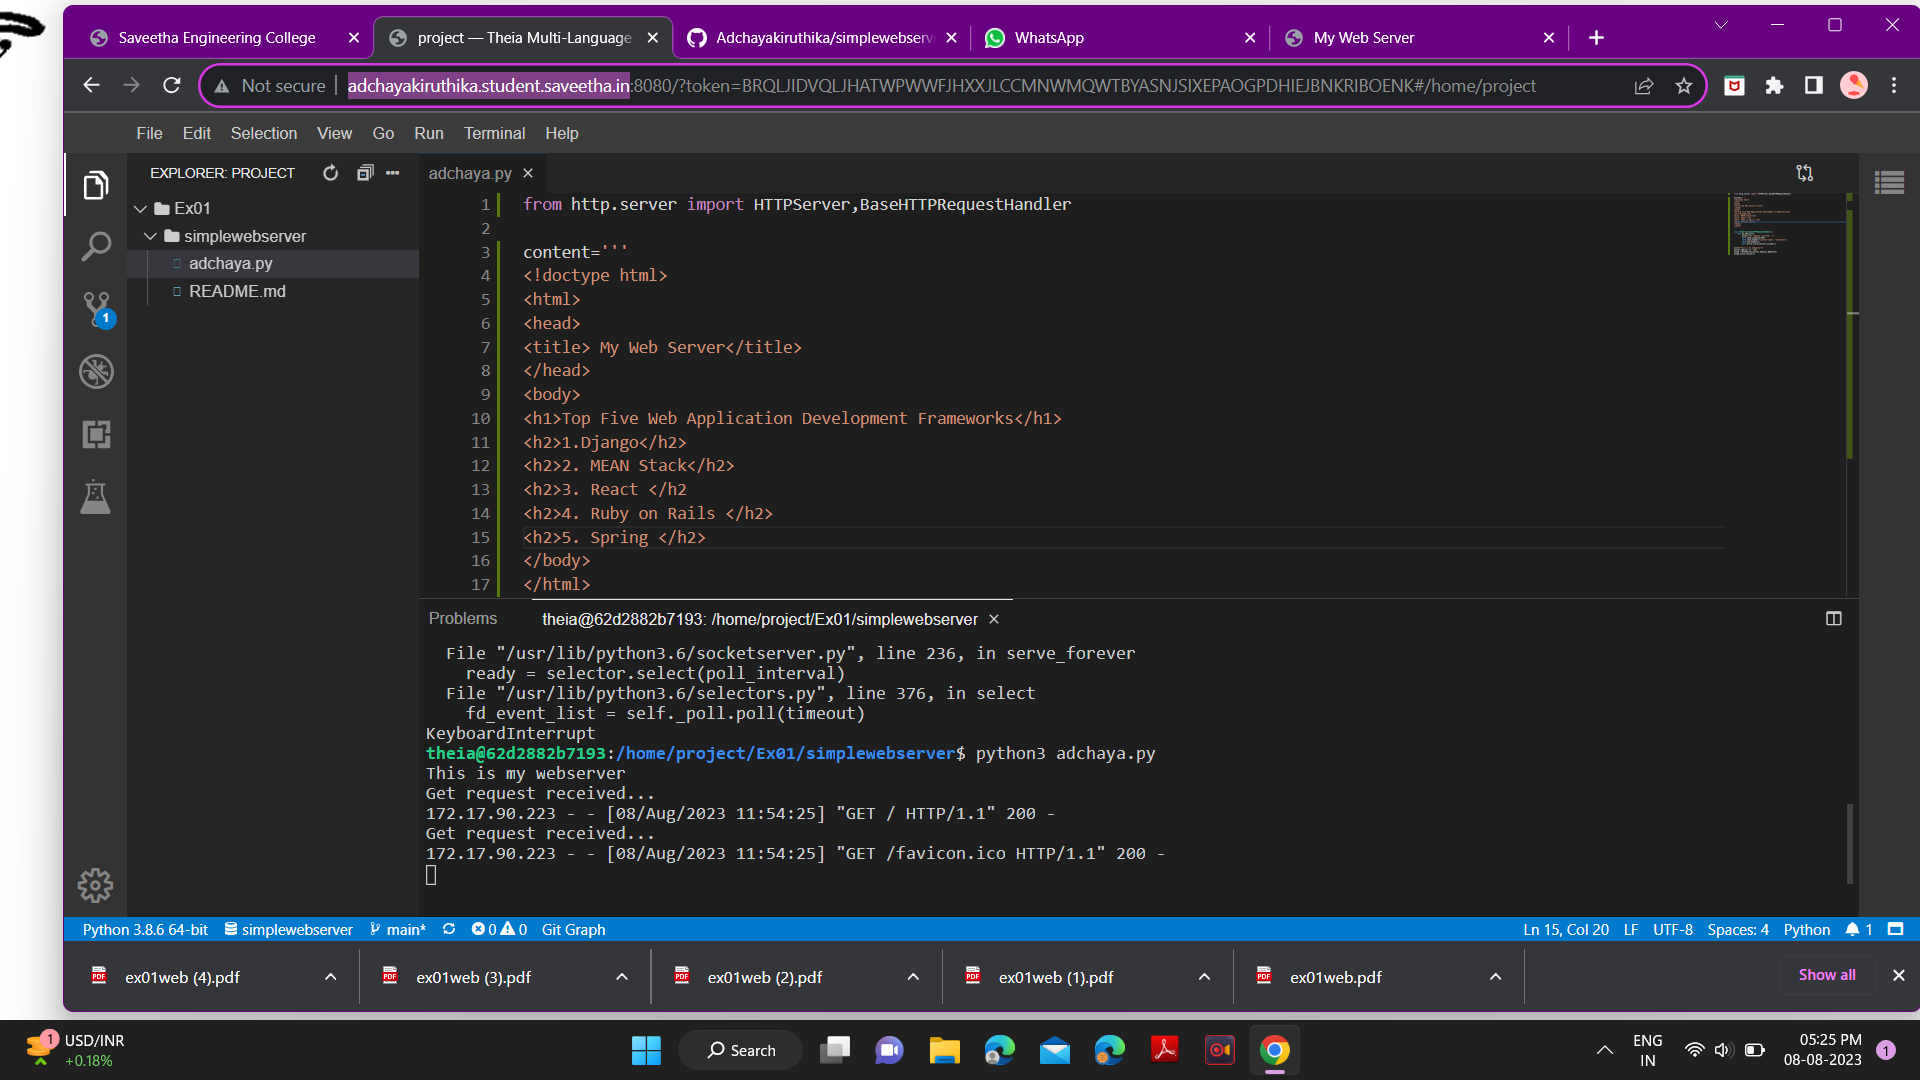 Saveetha Engineering College
project — Theia Multi-Language
Adchayakiruthika/simplewebserv
WhatsApp
My Web Server
Not secure
adchayakiruthika.student.saveetha.in:8080/?token=BRQLJIDVQLJHATWPWWFJHXXJLCCMNWMQWTBYASNJSIXEPAOGPDHIEJBNKRIBOENK#/home/project
File Edit Selection View Go Run Terminal Help
EXPLORER: PROJECT
Ex01
simplewebserver
adchaya.py
README.md
1
adchaya.py
1 from http.server import HTTPServer,BaseHTTPRequestHandler
2
3 content='''
4 <!doctype html>
5 <html>
6 <head>
7 <title> My Web Server</title>
8 </head>
9 <body>
10 <h1>Top Five Web Application Development Frameworks</h1>
11 <h2>1.Django</h2>
12 <h2>2. MEAN Stack</h2>
13 <h2>3. React </h2
14 <h2>4. Ruby on Rails </h2>
15 <h2>5. Spring </h2>
16 </body>
17 </html>
Problems
theia@62d2882b7193: /home/project/Ex01/simplewebserver
File "/usr/lib/python3.6/socketserver.py", line 236, in serve_forever
ready = selector.select(poll_interval)
File "/usr/lib/python3.6/selectors.py", line 376, in select
fd_event_list = self._poll.poll(timeout)
KeyboardInterrupt
theia@62d2882b7193:/home/project/Ex01/simplewebserver$ python3 adchaya.py
This is my webserver
Get request received...
172.17.90.223 - - [08/Aug/2023 11:54:25] "GET / HTTP/1.1" 200 -
Get request received...
172.17.90.223 - - [08/Aug/2023 11:54:25] "GET /favicon.ico HTTP/1.1" 200 -
Python 3.8.6 64-bit simplewebserver main* 0 0 Git Graph
Ln 15, Col 20 LF UTF-8 Spaces: 4 Python 1
ex01web (4).pdf
ex01web (3).pdf
ex01web (2).pdf
ex01web (1).pdf
ex01web.pdf
Show all
1
USD/INR
+0.18%
Search
ENG
IN
05:25 PM
08-08-2023
1